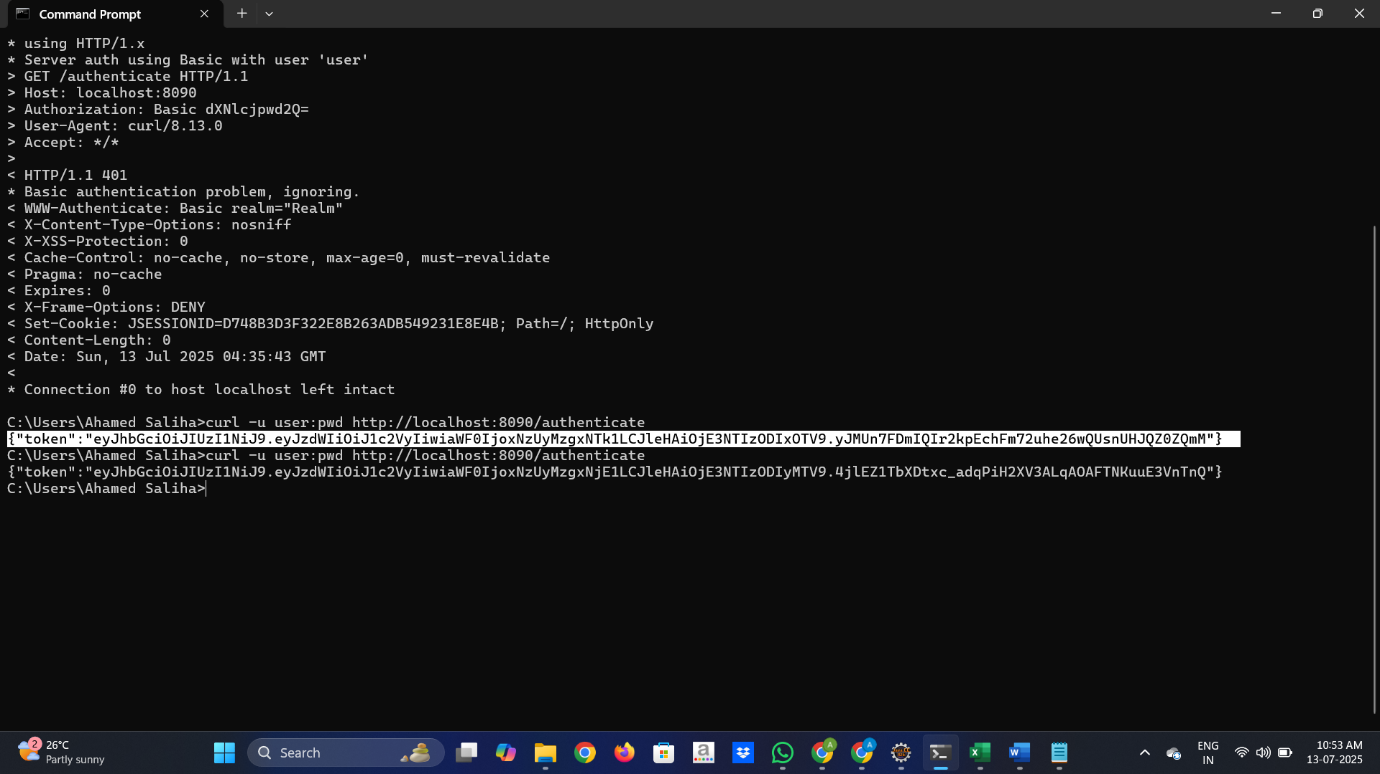 Command Prompt
* using HTTP/1.x
* Server auth using Basic with user 'user'
> GET /authenticate HTTP/1.1
> Host: localhost:8090
> Authorization: Basic dXNlcjpwd2Q=
> User-Agent: curl/8.13.0
> Accept: */*
>
< HTTP/1.1 401
* Basic authentication problem, ignoring.
< WWW-Authenticate: Basic realm="Realm"
< X-Content-Type-Options: nosniff
< X-XSS-Protection: 0
< Cache-Control: no-cache, no-store, max-age=0, must-revalidate
< Pragma: no-cache
< Expires: 0
< X-Frame-Options: DENY
< Set-Cookie: JSESSIONID=D748B3D3F322E8B263ADB549231E8E4B; Path=/; HttpOnly
< Content-Length: 0
< Date: Sun, 13 Jul 2025 04:35:43 GMT
<
* Connection #0 to host localhost left intact
C:\Users\Ahamed Saliha>curl -u user:pwd http://localhost:8090/authenticate
{"token":"eyJhbGciOiJIUzI1NiJ9.eyJzdWIiOiJ1c2VyIiwiaWF0IjoxNzUyMzgxNTk1LCJleHAiOjE3NTIzODIxOTV9.yJMUn7FDmIQIr2kpEchFm72uhe26wQUsnUHJQZ0ZQmM"}
C:\Users\Ahamed Saliha>curl -u user:pwd http://localhost:8090/authenticate
{"token":"eyJhbGciOiJIUzI1NiJ9.eyJzdWIiOiJ1c2VyIiwiaWF0IjoxNzUyMzgxNjE1LCJleHAiOjE3NTIzODIyMTV9.4jlEZ1TbXDtxc_adqPiH2XV3ALqAOAFTNKuuE3VnTnQ"}
C:\Users\Ahamed Saliha>
2
26°C
Partly sunny
Search
ENG
IN
10:53 AM
13-07-2025